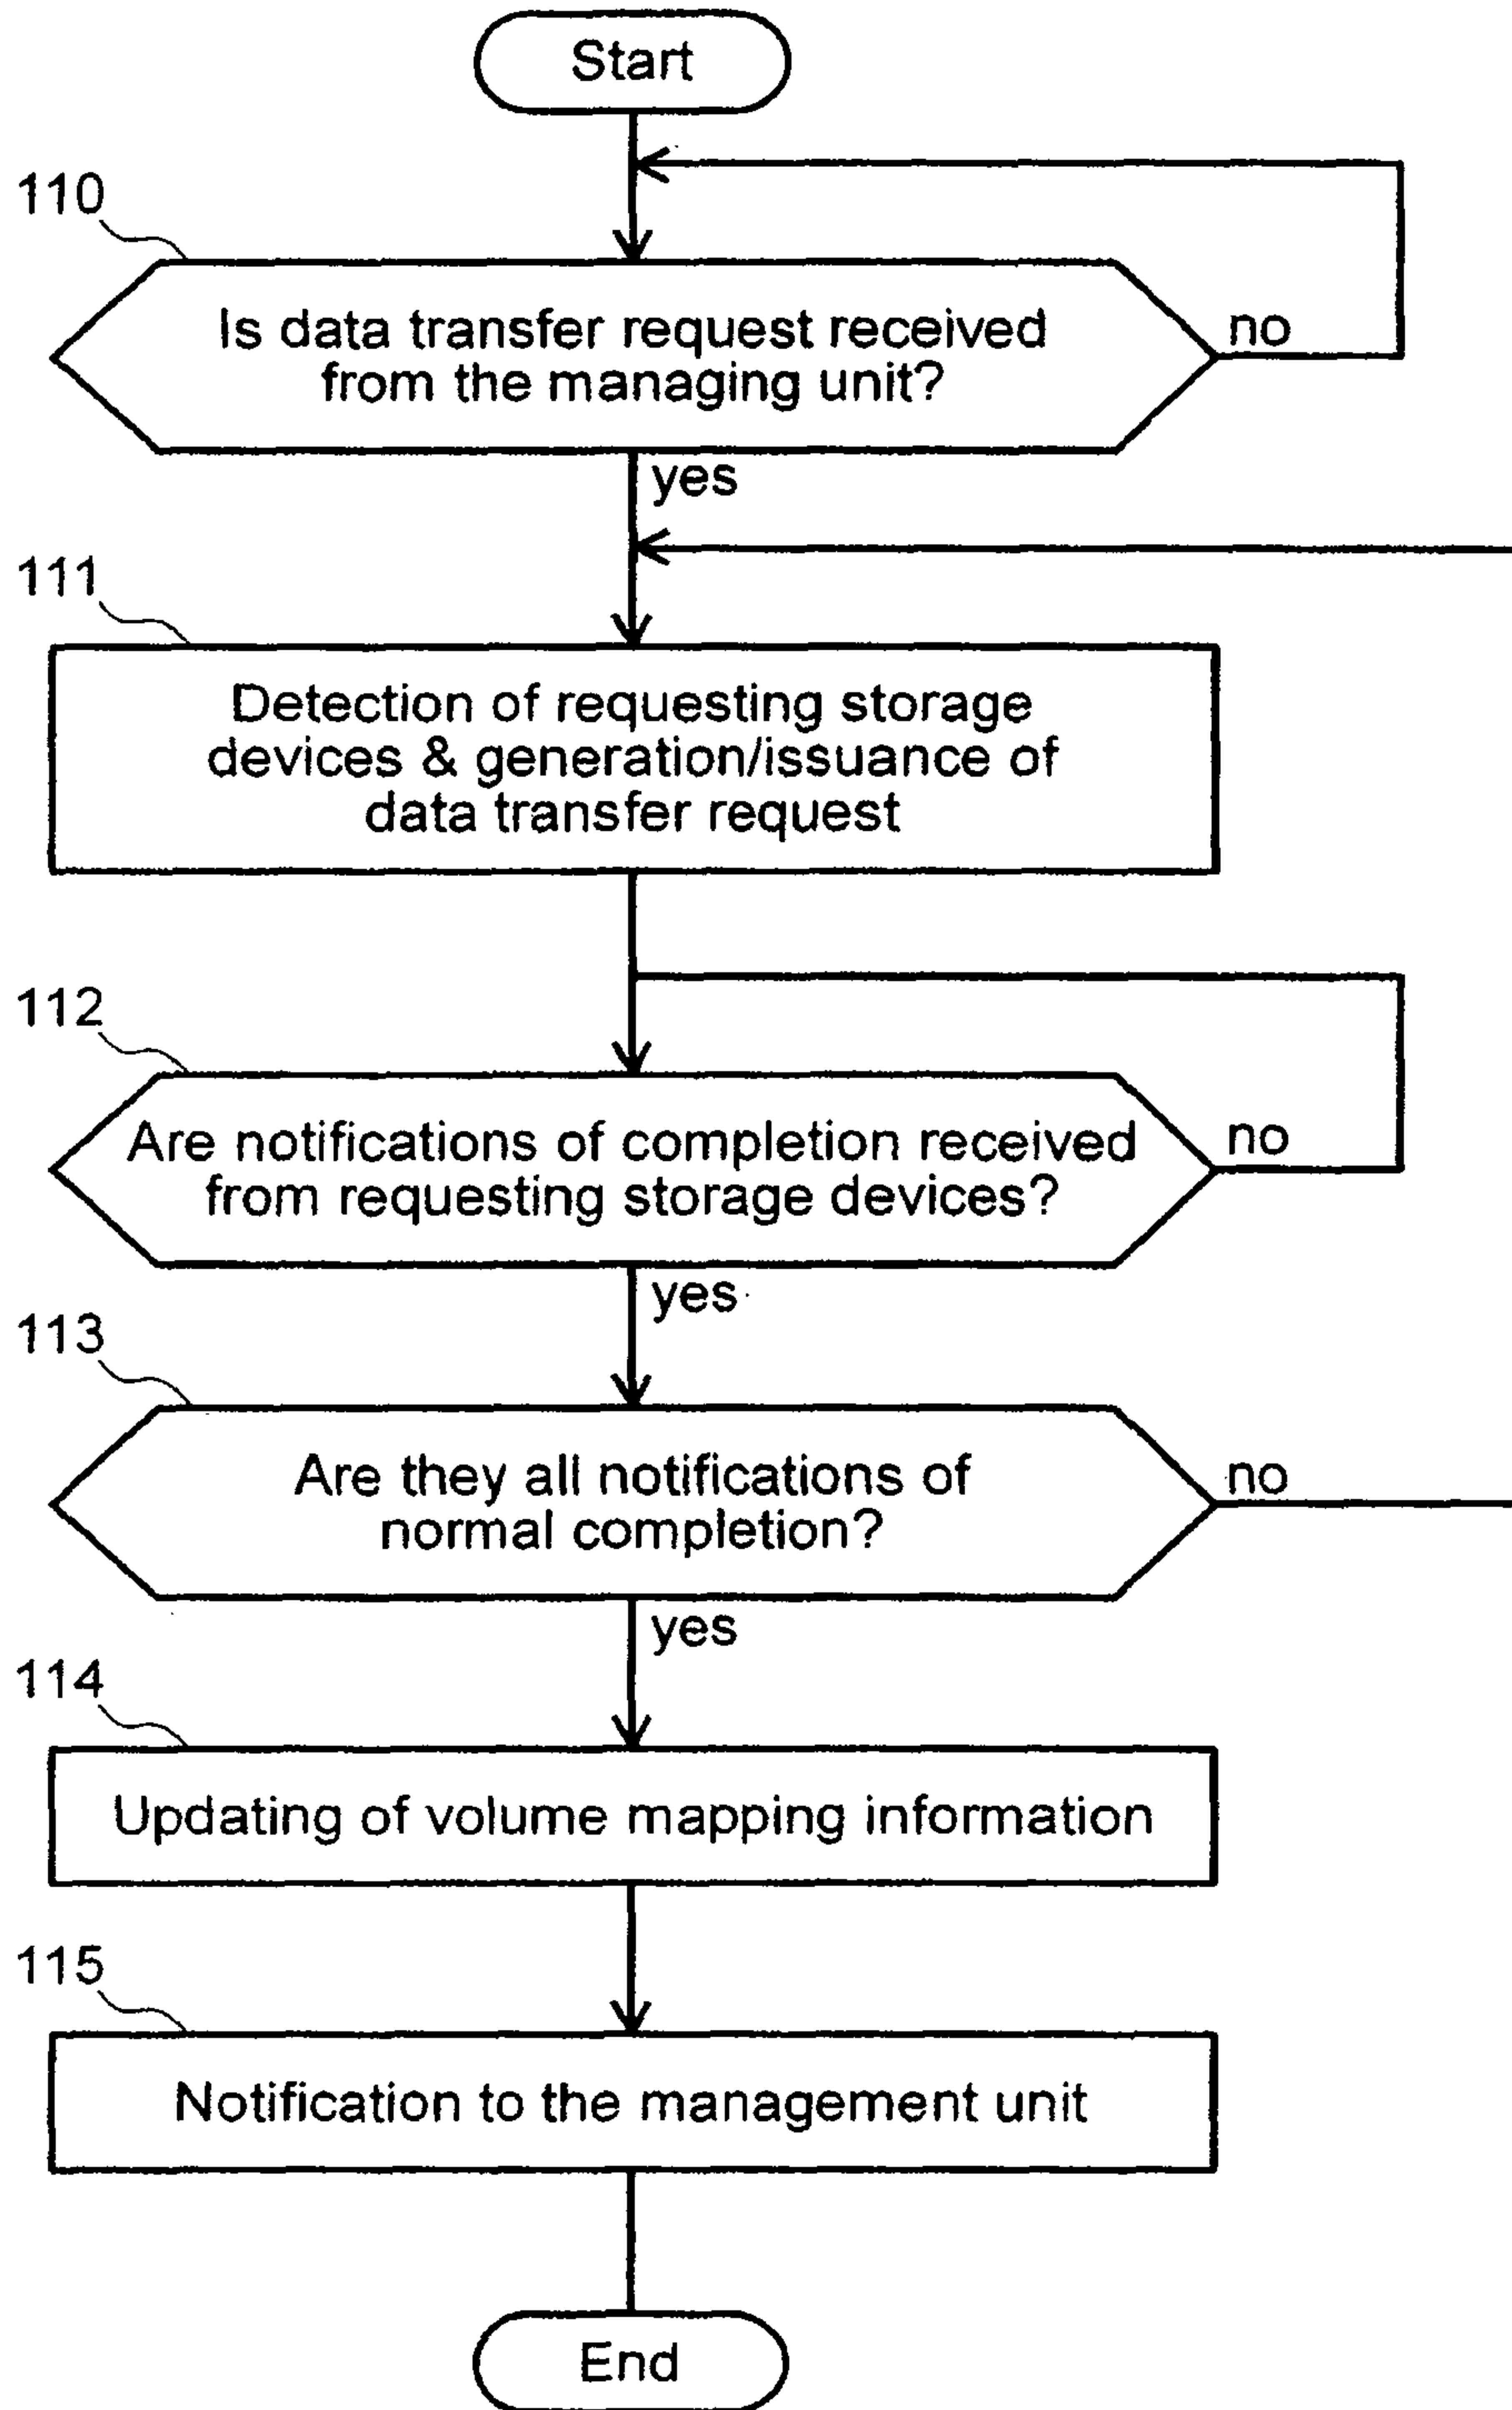 Start
110
Is data transfer request received
from the managing unit?
no
yes
111
Detection of requesting storage
devices & generation/issuance of
data transfer request
112
Are notifications of completion received
from requesting storage devices?
no
yes
113
Are they all notifications of
normal completion?
no
yes
114
Updating of volume mapping information
115
Notification to the management unit
End